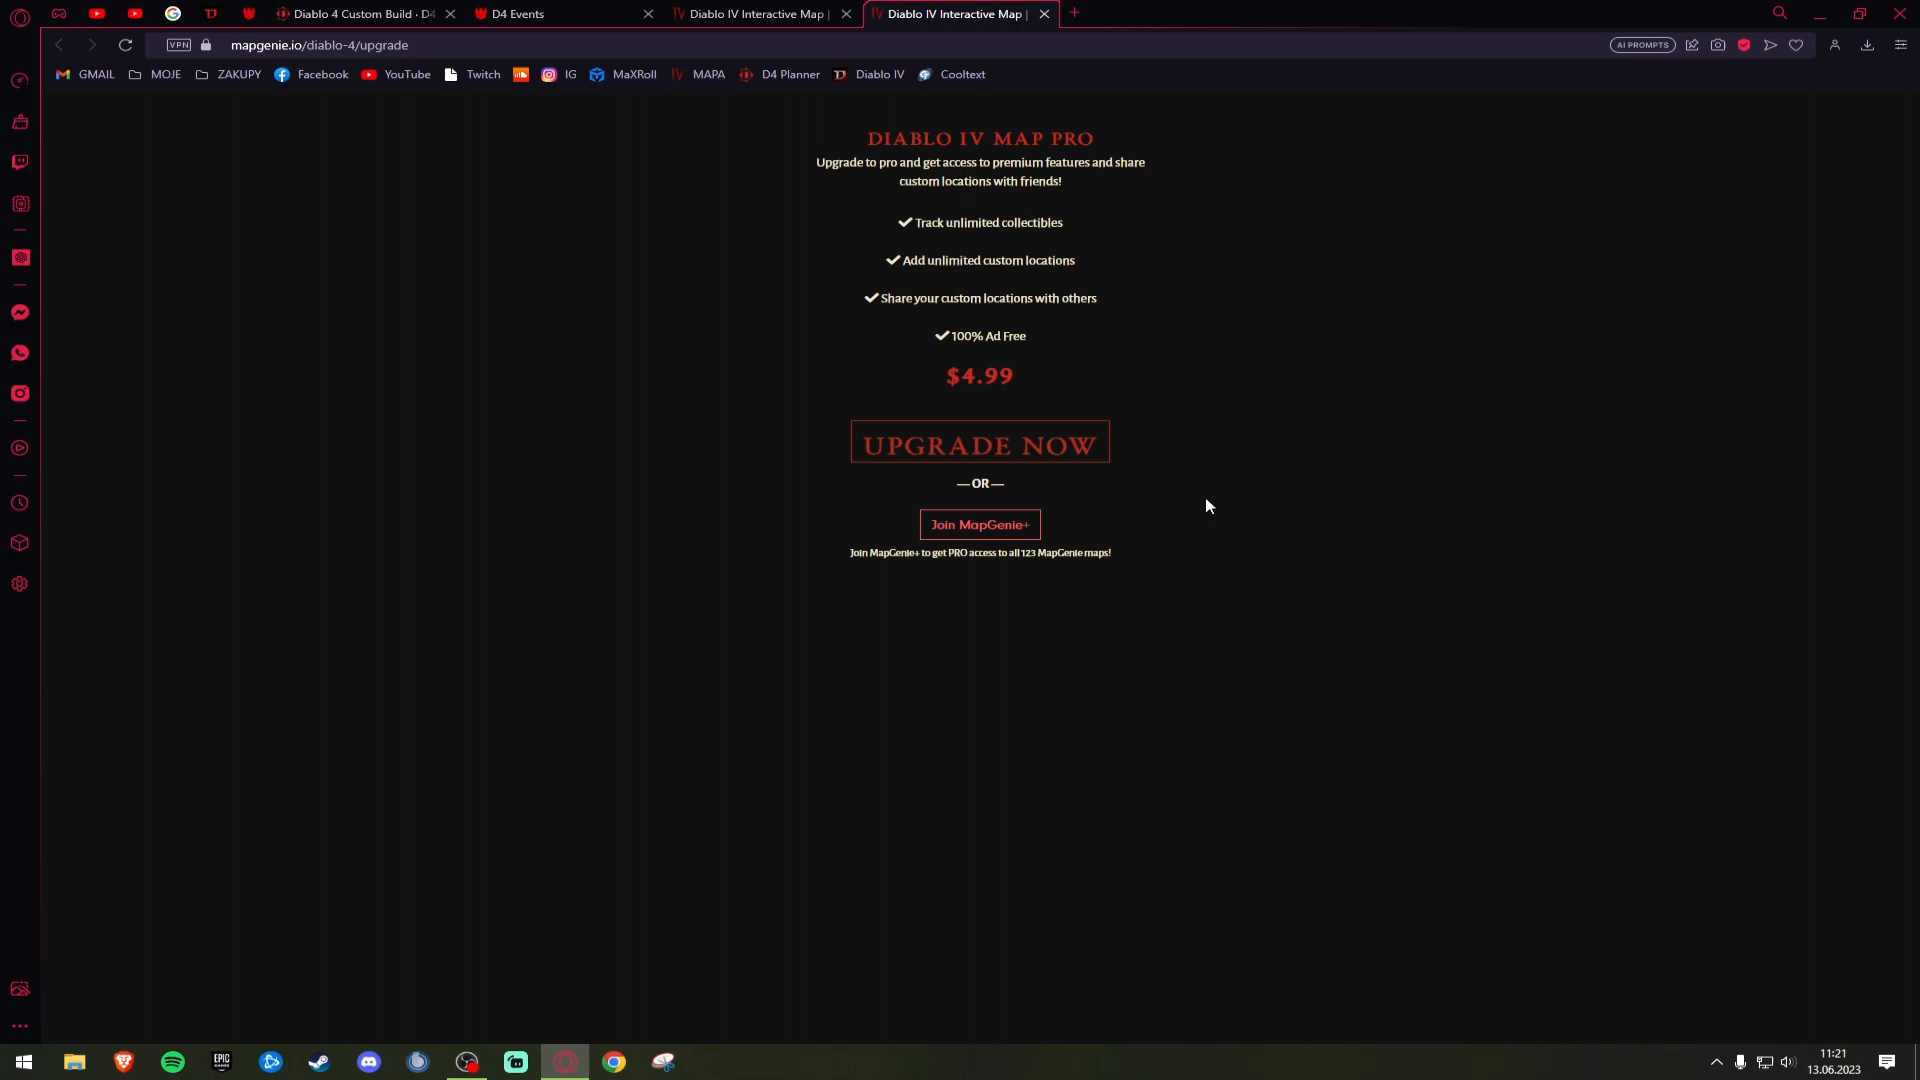 Diablo 4 Custom Build · D4
D4 Events
Diablo IV Interactive Map |
Diablo IV Interactive Map |
VPN
mapgenie.io/diablo-4/upgrade
AI PROMPTS
GMAIL
MOJE
ZAKUPY
Facebook
YouTube
Twitch
IG
MaXRoll
MAPA
D4 Planner
Diablo IV
Cooltext
DIABLO IV MAP PRO
Upgrade to pro and get access to premium features and share
custom locations with friends!
Track unlimited collectibles
Add unlimited custom locations
Share your custom locations with others
100% Ad Free
$4.99
UPGRADE NOW
— OR —
Join MapGenie+
Join MapGenie+ to get PRO access to all 123 MapGenie maps!
EPIC
GAMES
11:21
13.06.2023